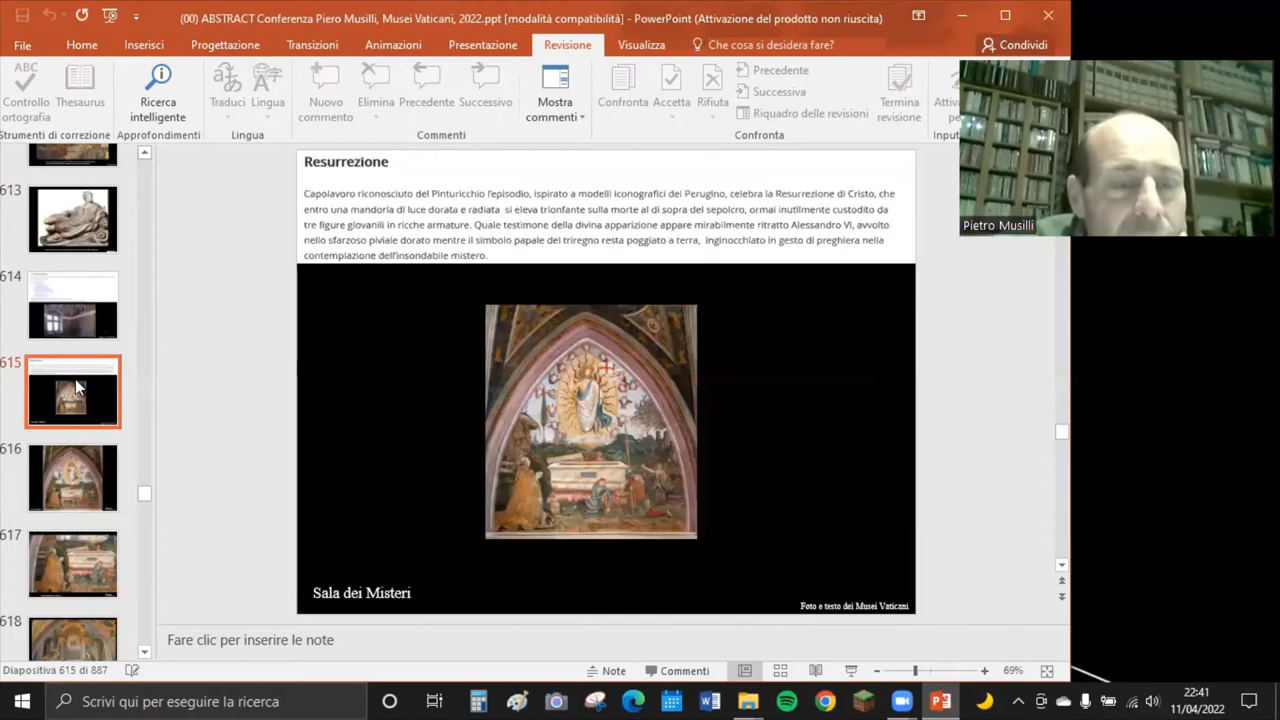 (00) ABSTRACT Conferenza Piero Musilli, Musei Vaticani, 2022.ppt [modalità compatibilità] - PowerPoint (Attivazione del prodotto non riuscita)
File Home Inserisci Progettazione Transizioni Animazioni Presentazione Revisione Visualizza Che cosa si desidera fare? Condividi
ABC
Controllo ortografia
Thesaurus
Ricerca intelligente
Traduci
Lingua
Nuovo commento
Elimina
Precedente
Successivo
Mostra commenti
Confronta
Accetta
Rifiuta
Precedente
Successiva
Riquadro delle revisioni
Termina revisione
Strumenti di correzione Approfondimenti Lingua Commenti Confronta
Pietro Musilli
613
614
615
616
617
618
Resurrezione
Capolavoro riconosciuto del Pinturicchio l'episodio, ispirato a modelli iconografici del Perugino, celebra la Resurrezione di Cristo, che
entro una mandorla di luce dorata e radiata si eleva trionfante sulla morte al di sopra del sepolcro, ormai inutilmente custodito da
tre figure giovanili in ricche armature. Quale testimone della divina apparizione appare mirabilmente ritratto Alessandro VI, avvolto
nello sfarzoso piviale dorato mentre il simbolo papale del triregno resta poggiato a terra, inginocchiato in gesto di preghiera nella
contemplazione dell'insondabile mistero.
Sala dei Misteri
Foto e testo dei Musei Vaticani
Fare clic per inserire le note
Diapositiva 615 di 887 Note Commenti 69%
Scrivi qui per eseguire la ricerca
22:41
11/04/2022